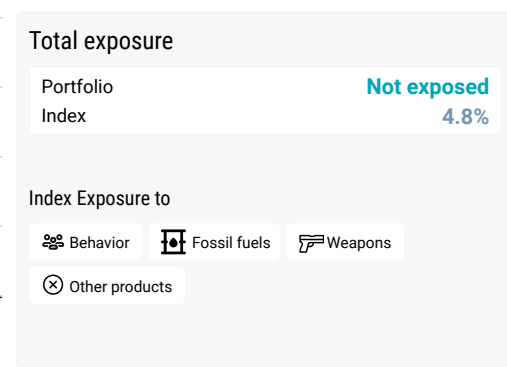 Total exposure
Portfolio Not exposed
Index 4.8%
Index Exposure to
Behavior Fossil fuels Weapons
Other products